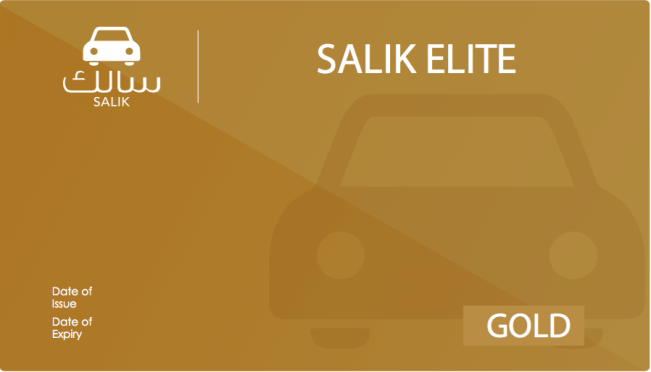 سالك
SALIK
SALIK ELITE
Date of
Issue
Date of
Expiry
GOLD